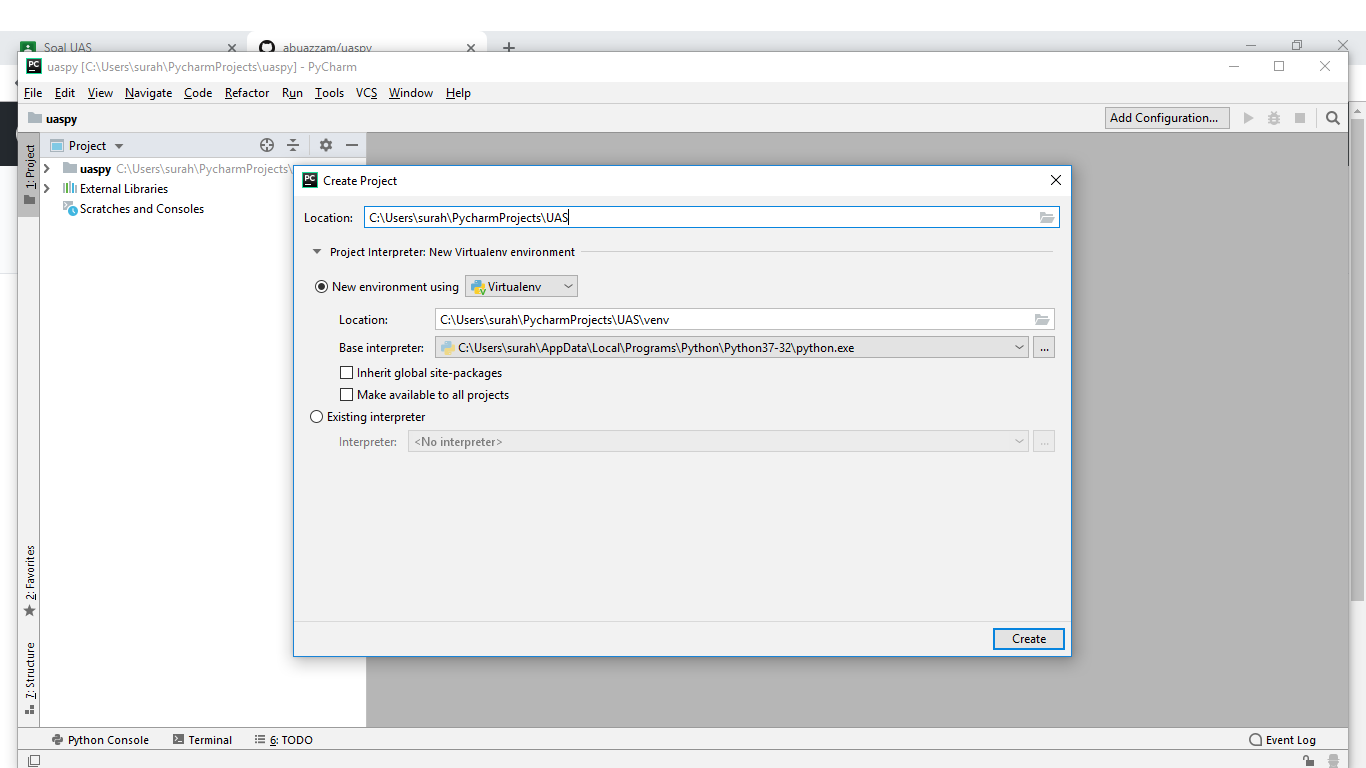 Soal UAS
abuazzam/uaspy
PC uaspy [C:\Users\surah\PycharmProjects\uaspy] - PyCharm
File Edit View Navigate Code Refactor Run Tools VCS Window Help
uaspy
Add Configuration...
1: Project
Project
uaspy C:\Users\surah\PycharmProjects\
External Libraries
Scratches and Consoles
PC Create Project
Location: C:\Users\surah\PycharmProjects\UAS
Project Interpreter: New Virtualenv environment
New environment using Virtualenv
Location: C:\Users\surah\PycharmProjects\UAS\venv
Base interpreter: C:\Users\surah\AppData\Local\Programs\Python\Python37-32\python.exe ...
Inherit global site-packages
Make available to all projects
Existing interpreter
Interpreter: <No interpreter> ...
Create
2: Favorites
7: Structure
Python Console Terminal 6: TODO
Event Log